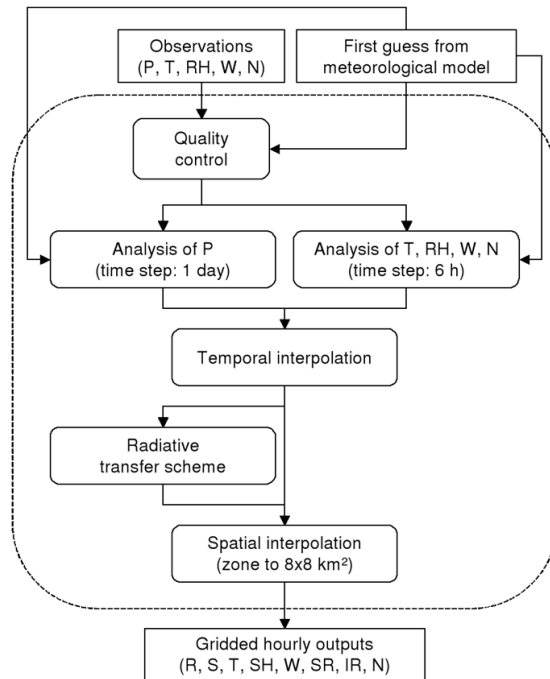 Observations
(P, T, RH, W, N)
First guess from
meteorological model
Quality
control
Analysis of P
(time step: 1 day)
Analysis of T, RH, W, N
(time step: 6 h)
Temporal interpolation
Radiative
transfer scheme
Spatial interpolation
(zone to 8x8 km²)
Gridded hourly outputs
(R, S, T, SH, W, SR, IR, N)